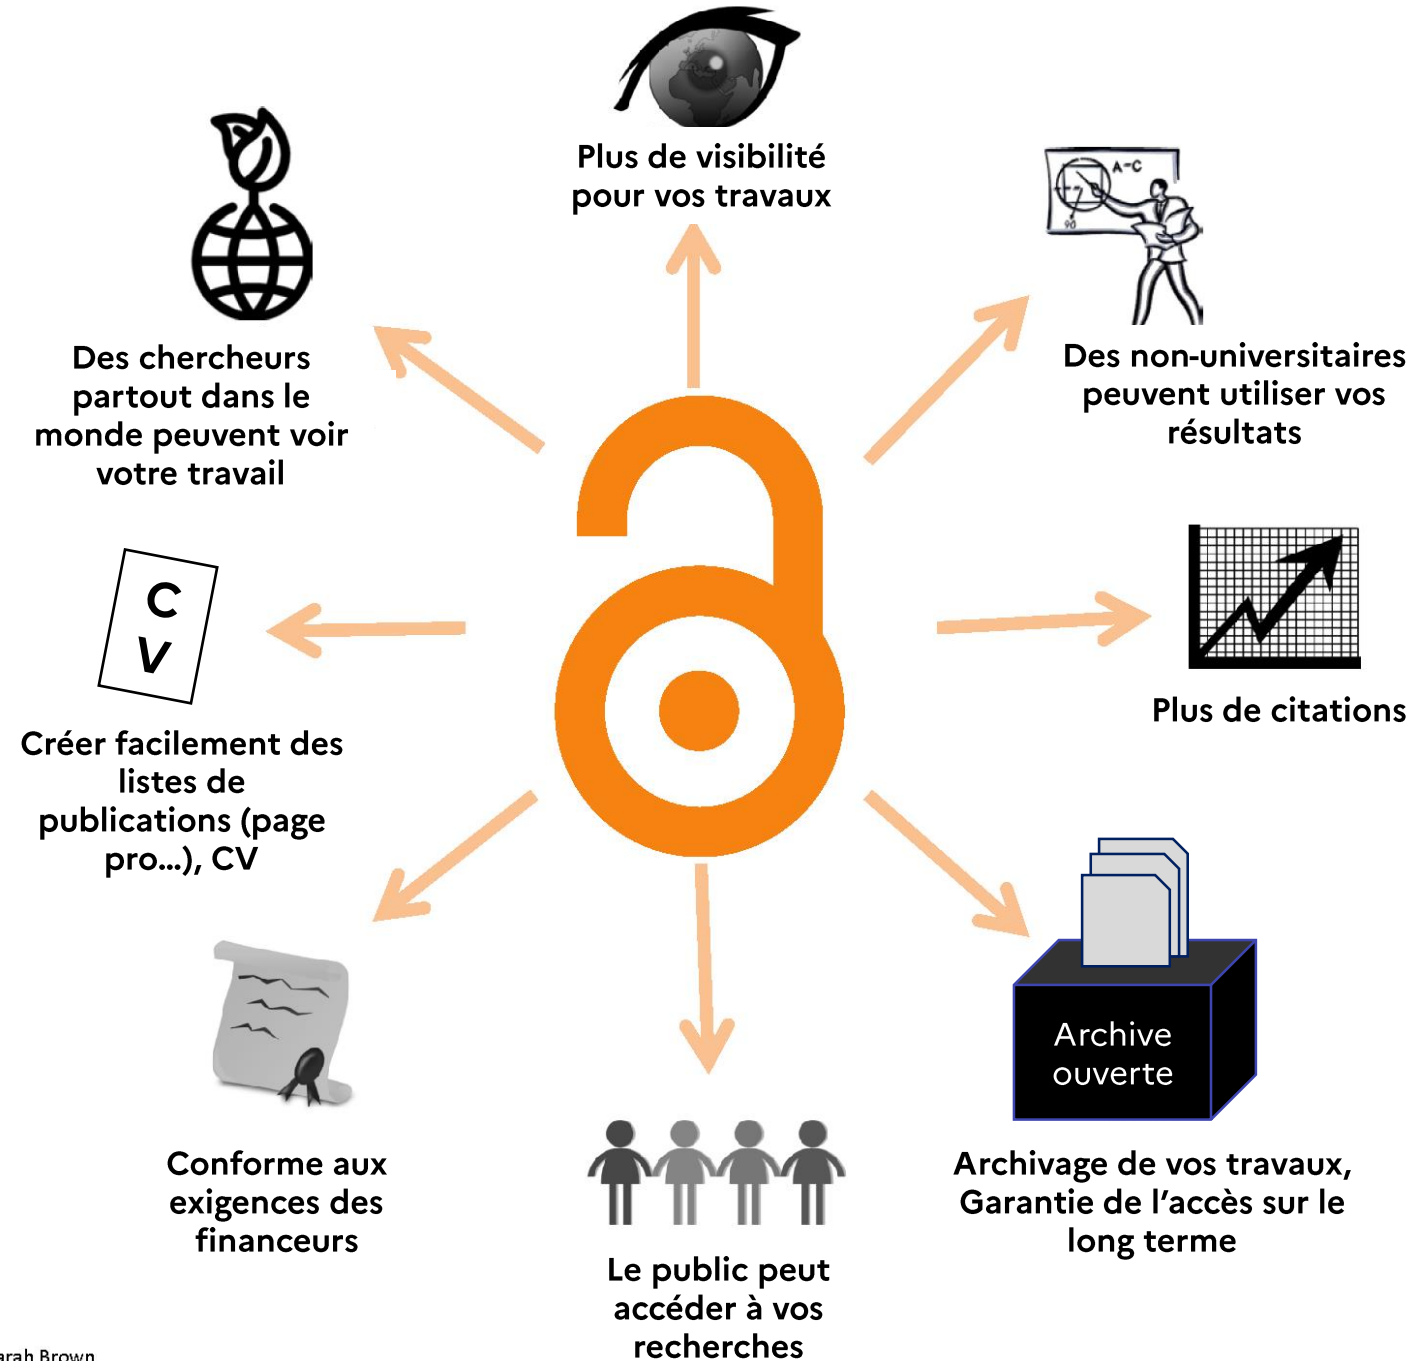 Plus de visibilité
pour vos travaux
A-C
90
Des non-universitaires
peuvent utiliser vos
résultats
Des chercheurs
partout dans le
monde peuvent voir
votre travail
C
V
Créer facilement des
listes de
publications (page
pro...), CV
Plus de citations
Archive
ouverte
Archivage de vos travaux,
Garantie de l'accès sur le
long terme
Conforme aux
exigences des
financeurs
Le public peut
accéder à vos
recherches
Brown